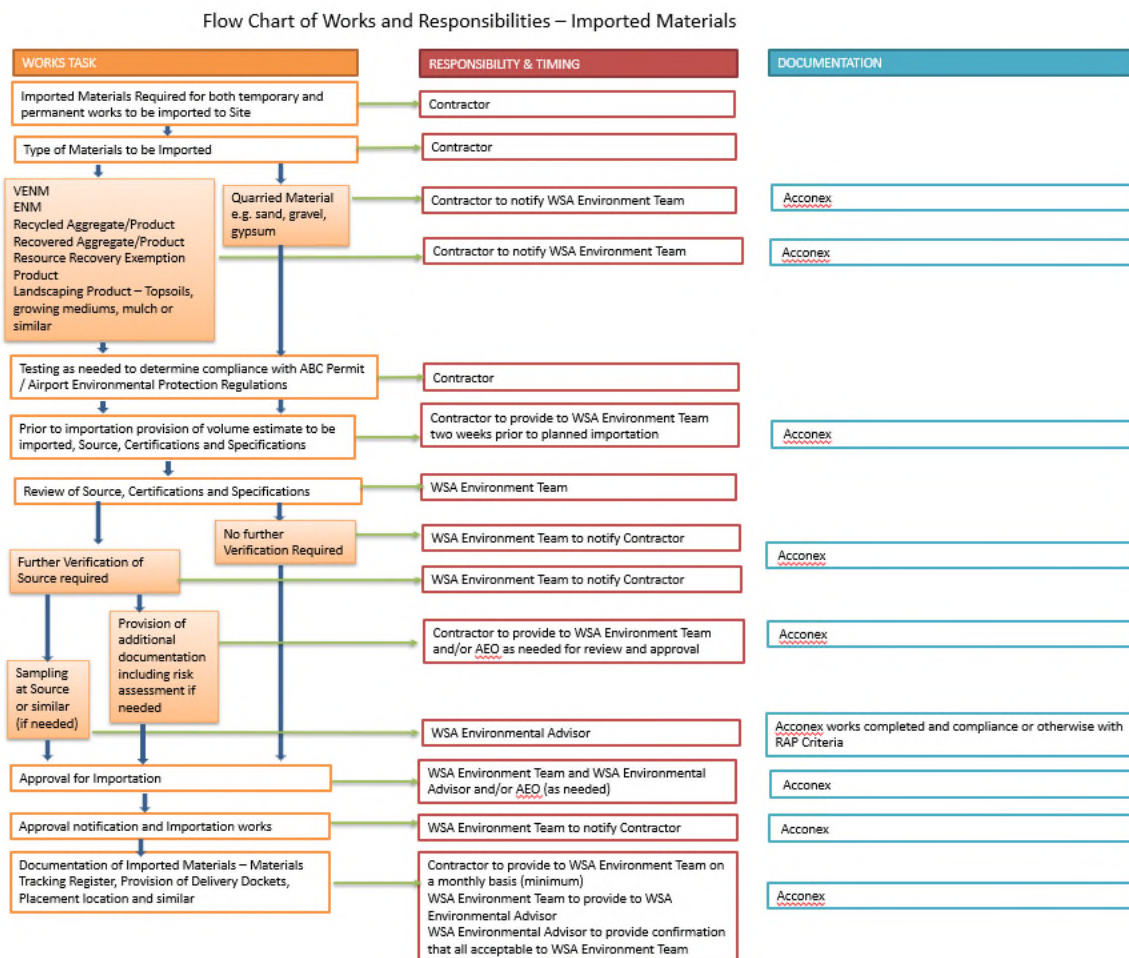 Flow Chart of Works and Responsibilities – Imported Materials
WORKS TASK
RESPONSIBILITY & TIMING
DOCUMENTATION
Imported Materials Required for both temporary and
permanent works to be imported to Site
Contractor
Type of Materials to be Imported
Contractor
VENM
ENM
Recycled Aggregate/Product
Recovered Aggregate/Product
Resource Recovery Exemption
Product
Landscaping Product – Topsoils,
growing mediums, mulch or
similar
Quarried Material
e.g. sand, gravel,
gypsum
Contractor to notify WSA Environment Team
Acconex
Contractor to notify WSA Environment Team
Acconex
Testing as needed to determine compliance with ABC Permit
/ Airport Environmental Protection Regulations
Contractor
Prior to importation provision of volume estimate to be
imported, Source, Certifications and Specifications
Contractor to provide to WSA Environment Team
two weeks prior to planned importation
Acconex
Review of Source, Certifications and Specifications
WSA Environment Team
No further
Verification Required
WSA Environment Team to notify Contractor
Acconex
Further Verification of
Source required
WSA Environment Team to notify Contractor
Provision of
additional
documentation
including risk
assessment if
needed
Contractor to provide to WSA Environment Team
and/or AEO as needed for review and approval
Acconex
Sampling
at Source
or similar
(if needed)
WSA Environmental Advisor
Acconex works completed and compliance or otherwise with
RAP Criteria
Approval for Importation
WSA Environment Team and WSA Environmental
Advisor and/or AEO (as needed)
Acconex
Approval notification and Importation works
WSA Environment Team to notify Contractor
Acconex
Documentation of Imported Materials – Materials
Tracking Register, Provision of Delivery Dockets,
Placement location and similar
Contractor to provide to WSA Environment Team on
a monthly basis (minimum)
WSA Environment Team to provide to WSA
Environmental Advisor
WSA Environmental Advisor to provide confirmation
that all acceptable to WSA Environment Team
Acconex